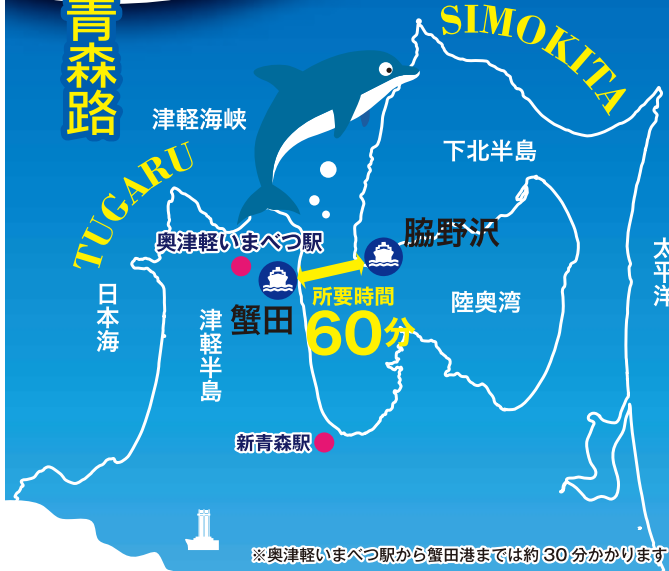 青森路
SIMOKITA
津軽海峡
下北半島
TUGARU
脇野沢
奥津軽いまべつ駅
太平洋
日本海
所要時間
60分
陸奥湾
蟹田
津軽半島
新青森駅
※奥津軽いまべつ駅から蟹田港までは約30分かかります